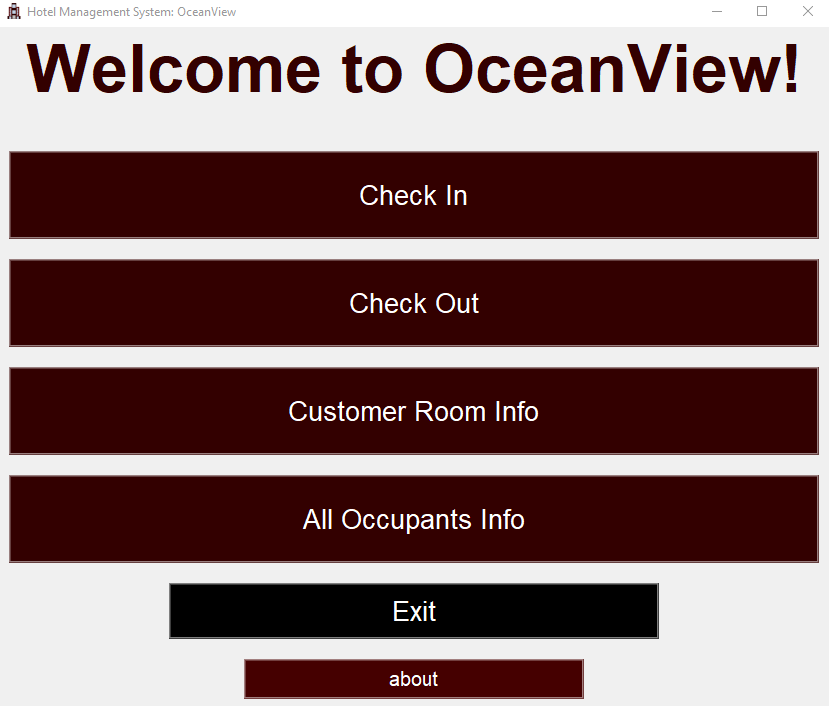 Hotel Management System: OceanView
Welcome to OceanView!
Check In
Check Out
Customer Room Info
All Occupants Info
Exit
about